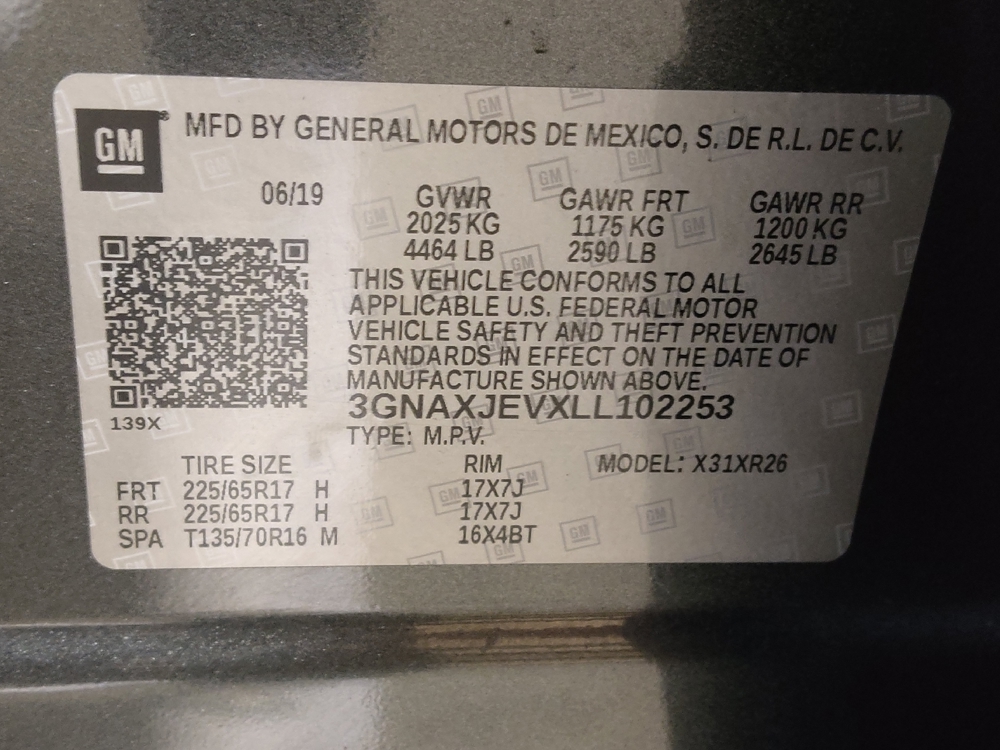 GM® MFD BY GENERAL MOTORS DE MEXICO, S. DE R.L. DE C.V.
06/19 GVWR GAWR FRT GAWR RR
2025 KG 1175 KG 1200 KG
4464 LB 2590 LB 2645 LB
THIS VEHICLE CONFORMS TO ALL
APPLICABLE U.S. FEDERAL MOTOR
VEHICLE SAFETY AND THEFT PREVENTION
STANDARDS IN EFFECT ON THE DATE OF
MANUFACTURE SHOWN ABOVE.
3GNAXJEVXLL102253
139X
TYPE: M.P.V.
TIRE SIZE RIM MODEL: X31XR26
FRT 225/65R17 H 17X7J
RR 225/65R17 H 17X7J
SPA T135/70R16 M 16X4BT